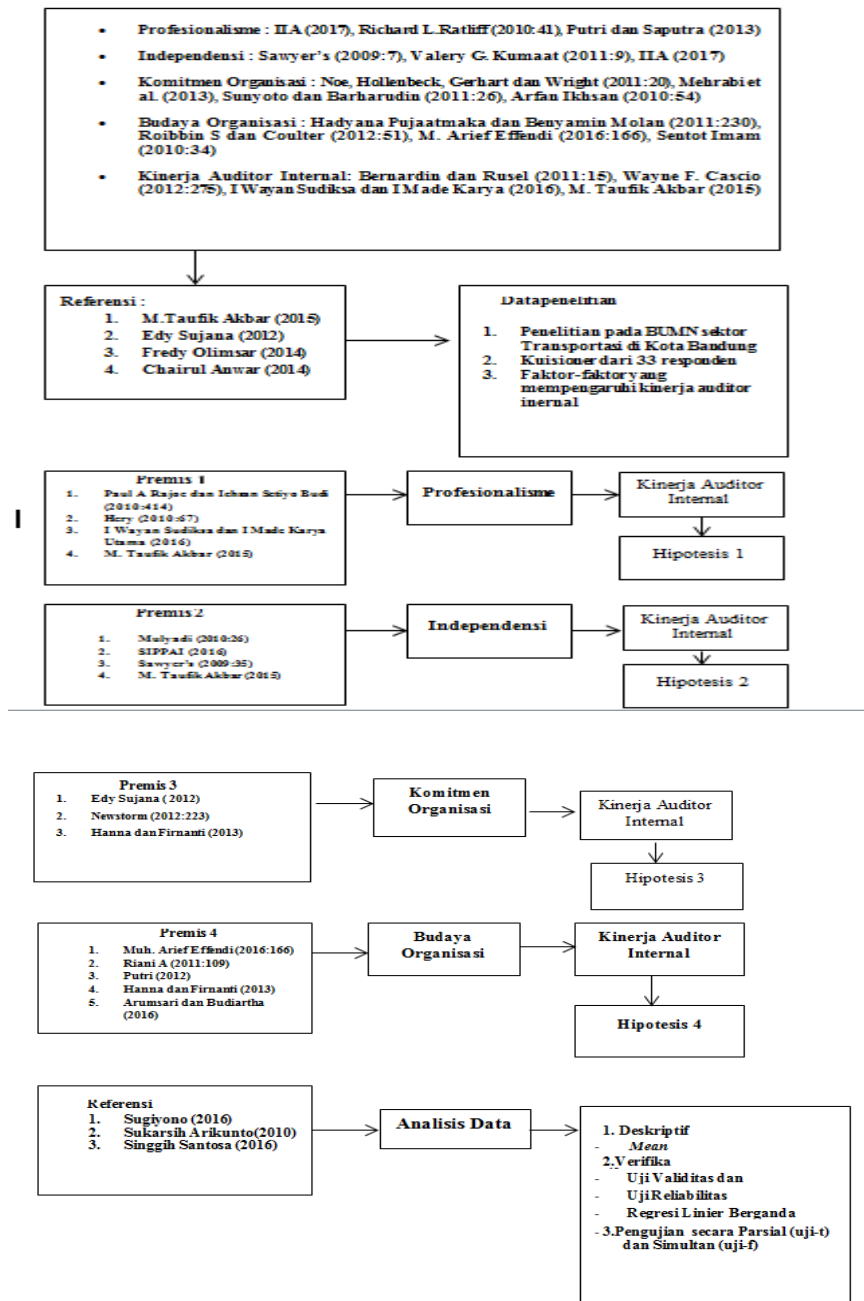 • Profesionalisme : IIA (2017), Richard L.Ratliff (2010:41), Putri dan Saputra (2013)
• Independensi : Sawyer's (2009:7), Valery G. Kumaat (2011:9), IIA (2017)
• Komitmen Organisasi : Noe, Hollenbeck, Gerhart dan Wright (2011:20), Mehrabi et
al. (2013), Sunyoto dan Barharudin (2011:26), Arfan Ikhsan (2010:54)
• Budaya Organisasi : Hadyana Pujaatmaka dan Benyamin Molan (2011:230),
Roibbin S dan Coulter (2012:51), M. Arief Effendi (2016:166), Sentot Imam
(2010:34)
• Kinerja Auditor Internal: Bernardin dan Rusel (2011:15), Wayne F. Cascio
(2012:275), I Wayan Sudiksa dan I Made Karya (2016), M. Taufik Akbar (2015)
Referensi :
1. M.Taufik Akbar (2015)
2. Edy Sujana (2012)
3. Fredy Olimsar (2014)
4. Chairul Anwar (2014)
Datapenelitian
1. Penelitian pada BUMN sektor
Transportasi di Kota Bandung
2. Kuisioner dari 33 responden
3. Faktor-faktor yang
mempengaruhi kinerja auditor
inernal
Premis 1
1. Paul A Rajoe dan Ichman Setiyo Budi
(2010:414)
2. Hery (2010:67)
3. I Wayan Sudiksa dan I Made Karya
Utama (2016)
4. M. Taufik Akbar (2015)
Profesionalisme
Kinerja Auditor
Internal
Hipotesis 1
I
Premis 2
1. Mulyadi (2010:26)
2. SIPPAI (2016)
3. Sawyer's (2009:35)
4. M. Taufik Akbar (2015)
Independensi
Kinerja Auditor
Internal
Hipotesis 2
Premis 3
1. Edy Sujana ( 2012)
2. Newstorm (2012:223)
3. Hanna dan Firnanti (2013)
Komitmen
Organisasi
Kinerja Auditor
Internal
Hipotesis 3
Premis 4
1. Muh. Arief Effendi (2016:166)
2. Riani A (2011:109)
3. Putri (2012)
4. Hanna dan Firnanti (2013)
5. Arumsari dan Budiartha
(2016)
Budaya
Organisasi
Kinerja Auditor
Internal
Hipotesis 4
Referensi
1. Sugiyono (2016)
2. Sukarsih Arikunto(2010)
3. Singgih Santosa (2016)
Analisis Data
1. Deskriptif
- Mean
2.Verifika
- Uji Validitas dan
- Uji Reliabilitas
- Regresi Linier Berganda
- 3.Pengujian secara Parsial (uji-t)
dan Simultan (uji-f)